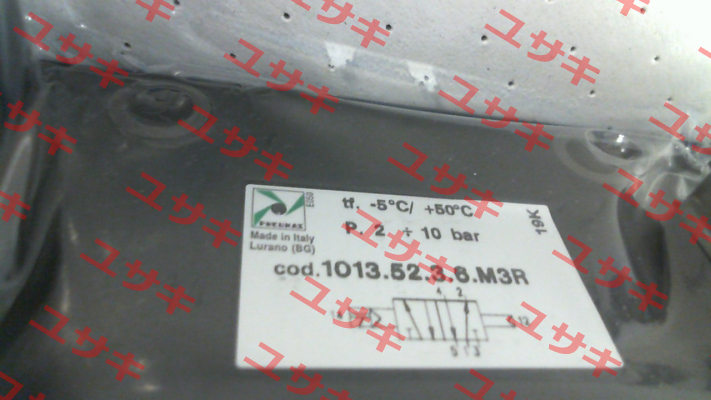 ユサキ
PNEUMAX
Made in Italy
Lurano (BG)
tf. -5°C/ +50°C
P. 2 ÷ 10 bar
19K
cod.1013.52.3.6.M3R
4 2
14
12
5 1 3